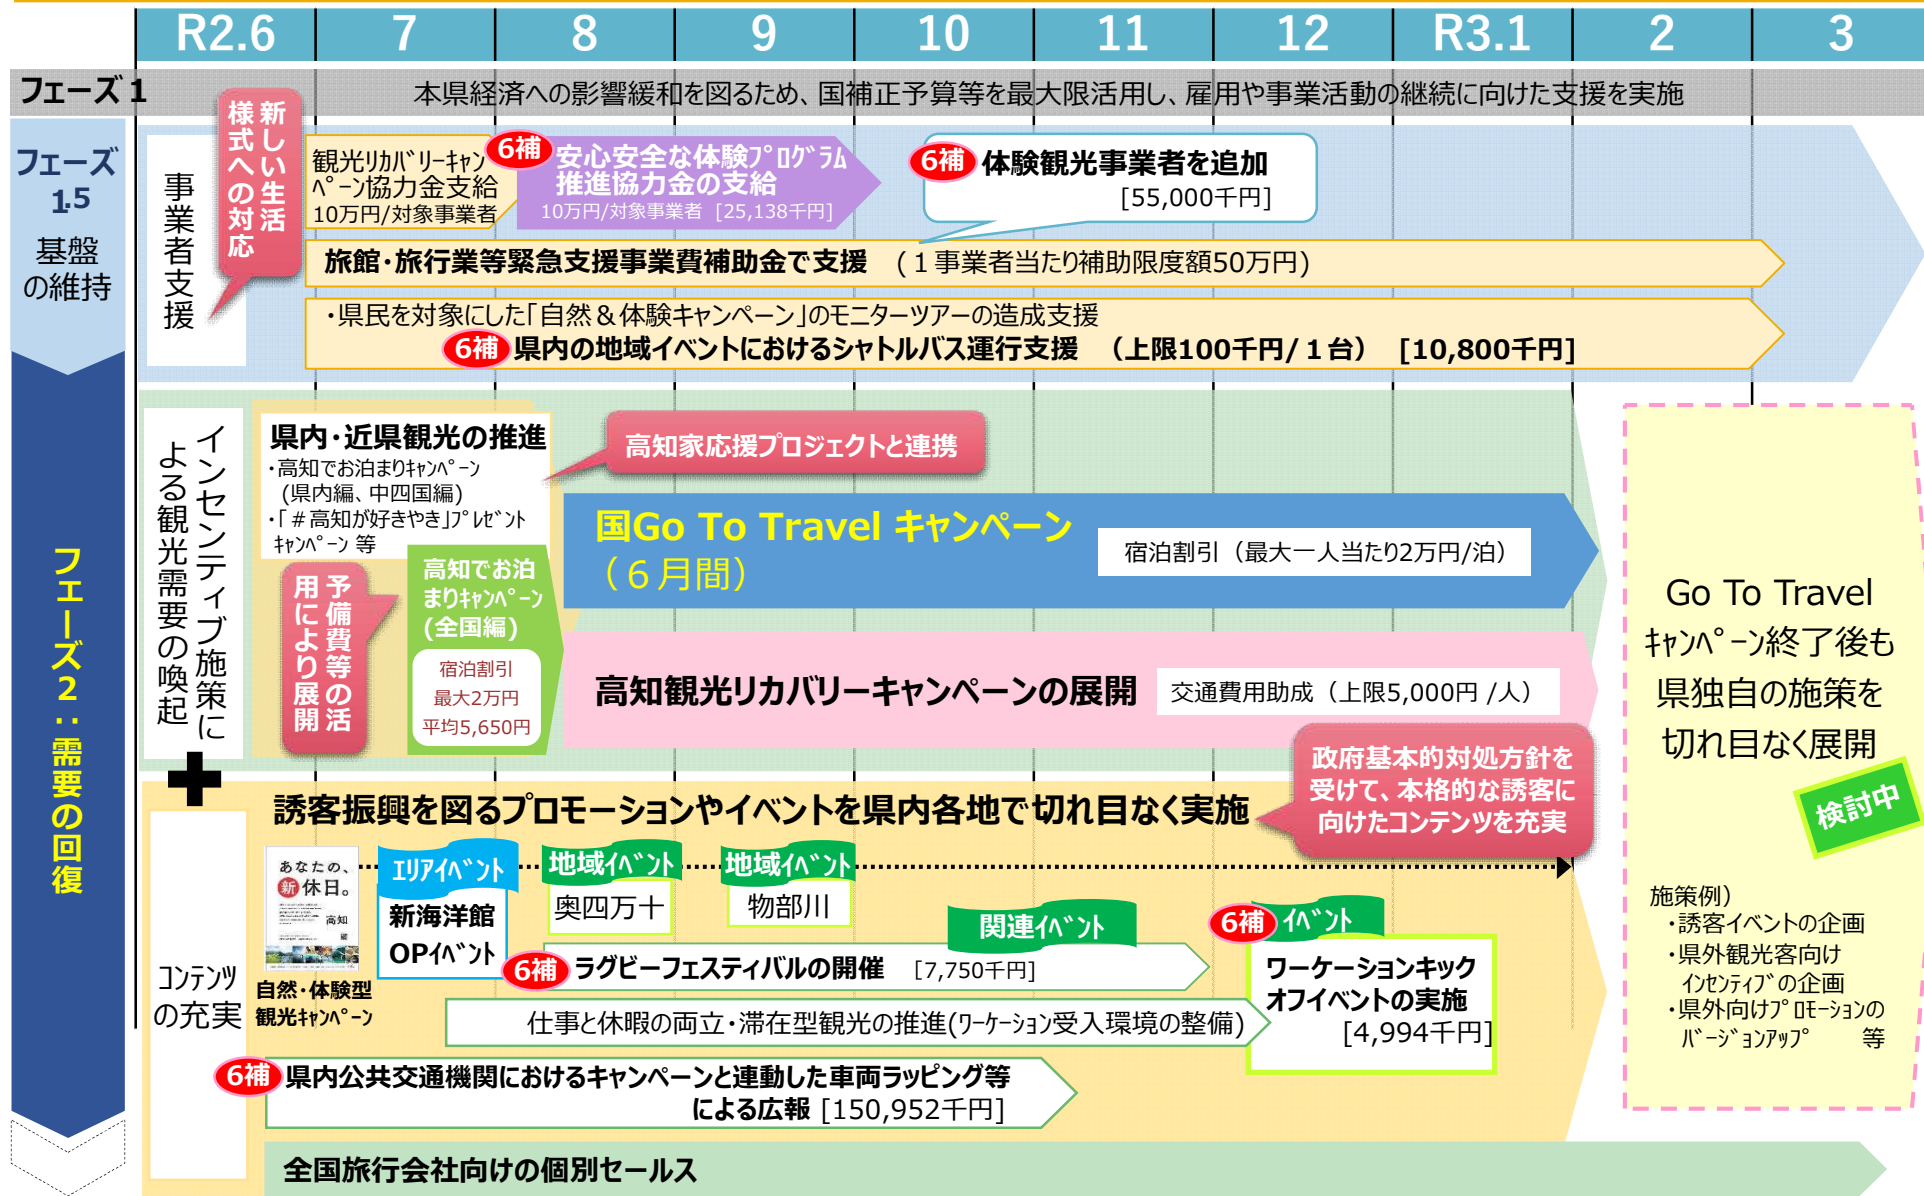 R2.6 7 8 9 10 11 12 R3.1 2 3
フェーズ 1
本県経済への影響緩和を図るため、国補正予算等を最大限活用し、雇用や事業活動の継続に向けた支援を実施
フェーズ
1.5
基盤
の維持
事業者支援
新しい生活
様式への対応
観光ﾘｶﾊﾞﾘｰｷｬﾝ
ﾍﾟｰﾝ協力金支給
10万円/対象事業者
6補
安心安全な体験ﾌﾟﾛｸﾞﾗﾑ
推進協力金の支給
10万円/対象事業者 [25,138千円]
6補 体験観光事業者を追加
[55,000千円]
旅館・旅行業等緊急支援事業費補助金で支援 （１事業者当たり補助限度額50万円）
・県民を対象にした「自然＆体験キャンペーン」のモニターツアーの造成支援
6補 県内の地域イベントにおけるシャトルバス運行支援 （上限100千円/１台） [10,800千円]
フェーズ2：需要の回復
インセンティブ施策に
よる観光需要の喚起
県内・近県観光の推進
・高知でお泊まりｷｬﾝﾍﾟｰﾝ
(県内編、中四国編)
・「＃高知が好きやき」ﾌﾟﾚｾﾞﾝﾄ
ｷｬﾝﾍﾟｰﾝ 等
高知家応援プロジェクトと連携
予備費等の活
用により展開
高知でお泊
まりｷｬﾝﾍﾟｰﾝ
(全国編)
宿泊割引
最大2万円
平均5,650円
国Go To Travel キャンペーン
（６月間）
宿泊割引（最大一人当たり2万円/泊）
高知観光リカバリーキャンペーンの展開
交通費用助成（上限5,000円 /人）
Go To Travel
ｷｬﾝﾍﾟｰﾝ終了後も
県独自の施策を
切れ目なく展開
検討中
施策例）
・誘客イベントの企画
・県外観光客向け
ｲﾝｾﾝﾃｨﾌﾞの企画
・県外向けﾌﾟﾛﾓｰｼｮﾝの
ﾊﾞｰｼﾞｮﾝｱｯﾌﾟ 等
＋
コンテンツ
の充実
誘客振興を図るプロモーションやイベントを県内各地で切れ目なく実施
政府基本的対処方針を
受けて、本格的な誘客に
向けたコンテンツを充実
あなたの、
新休日。
高知
自然・体験型
観光ｷｬﾝﾍﾟｰﾝ
ｴﾘｱｲﾍﾞﾝﾄ
新海洋館
OPｲﾍﾞﾝﾄ
地域ｲﾍﾞﾝﾄ
奥四万十
地域ｲﾍﾞﾝﾄ
物部川
関連ｲﾍﾞﾝﾄ
6補 ラグビーフェスティバルの開催 [7,750千円]
6補 ｲﾍﾞﾝﾄ
ワーケーションキック
オフイベントの実施
[4,994千円]
仕事と休暇の両立・滞在型観光の推進(ﾜｰｹｰｼｮﾝ受入環境の整備)
6補 県内公共交通機関におけるキャンペーンと連動した車両ラッピング等
による広報 [150,952千円]
全国旅行会社向けの個別セールス